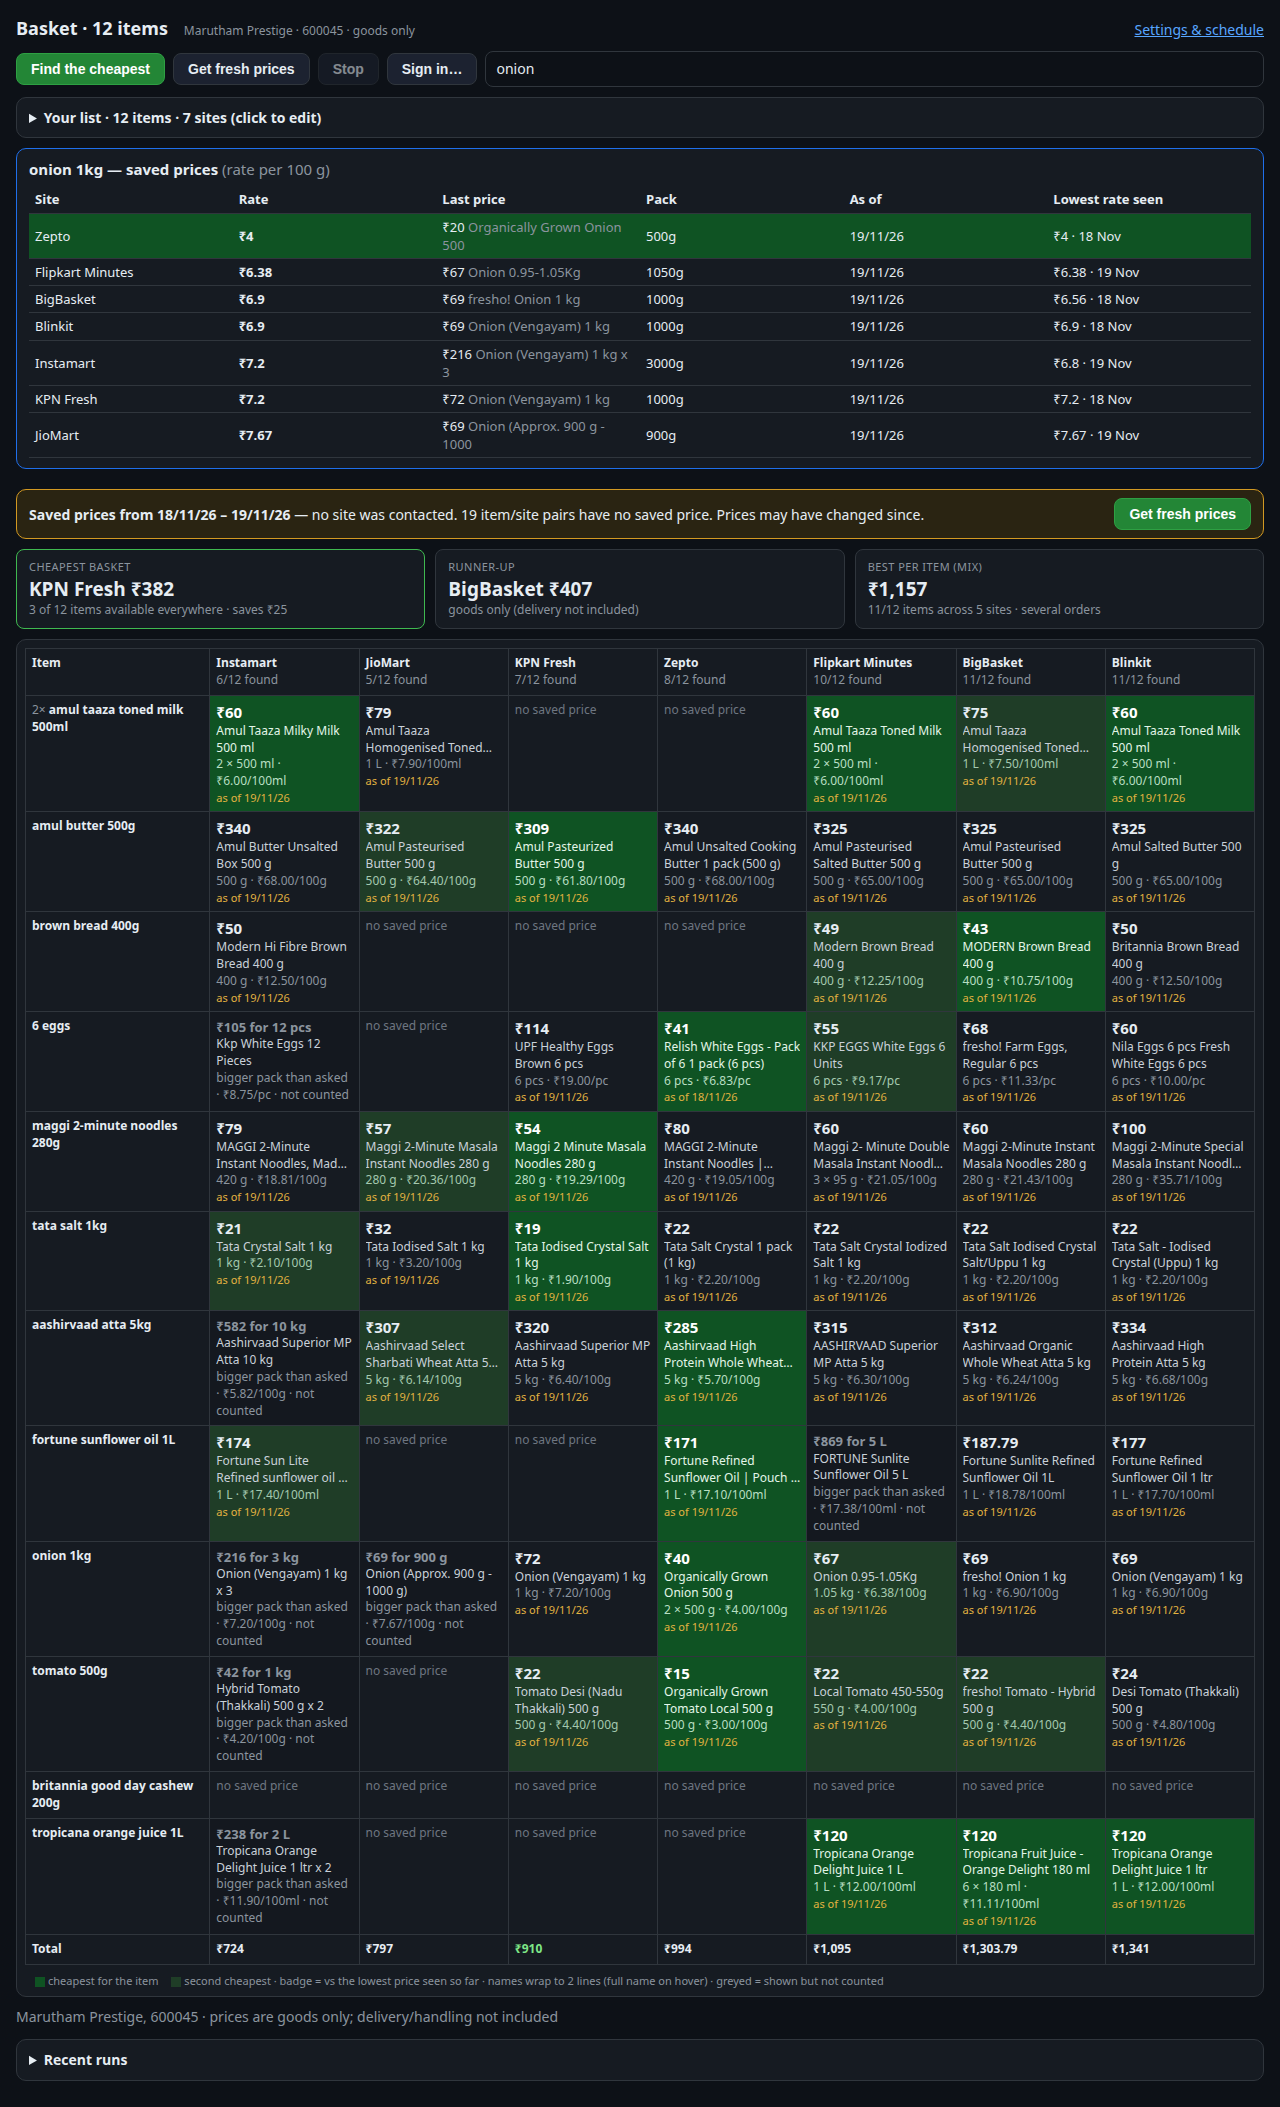 Basket · 12 items Marutham Prestige · 600045 · goods only Settings & schedule
Find the cheapest Get fresh prices Stop Sign in… onion
▶ Your list · 12 items · 7 sites (click to edit)
onion 1kg — saved prices (rate per 100 g)
Site Rate Last price Pack As of Lowest rate seen
Zepto ₹4 ₹20 Organically Grown Onion 500 500g 19/11/26 ₹4 · 18 Nov
Flipkart Minutes ₹6.38 ₹67 Onion 0.95-1.05Kg 1050g 19/11/26 ₹6.38 · 19 Nov
BigBasket ₹6.9 ₹69 fresho! Onion 1 kg 1000g 19/11/26 ₹6.56 · 18 Nov
Blinkit ₹6.9 ₹69 Onion (Vengayam) 1 kg 1000g 19/11/26 ₹6.9 · 18 Nov
Instamart ₹7.2 ₹216 Onion (Vengayam) 1 kg x 3 3000g 19/11/26 ₹6.8 · 19 Nov
KPN Fresh ₹7.2 ₹72 Onion (Vengayam) 1 kg 1000g 19/11/26 ₹7.2 · 18 Nov
JioMart ₹7.67 ₹69 Onion (Approx. 900 g - 1000 900g 19/11/26 ₹7.67 · 19 Nov
Saved prices from 18/11/26 – 19/11/26 — no site was contacted. 19 item/site pairs have no saved price. Prices may have changed since. Get fresh prices
CHEAPEST BASKET
KPN Fresh ₹382
3 of 12 items available everywhere · saves ₹25
RUNNER-UP
BigBasket ₹407
goods only (delivery not included)
BEST PER ITEM (MIX)
₹1,157
11/12 items across 5 sites · several orders
Item Instamart JioMart KPN Fresh Zepto Flipkart Minutes BigBasket Blinkit
6/12 found 5/12 found 7/12 found 8/12 found 10/12 found 11/12 found 11/12 found
2× amul taaza toned milk 500ml
₹60 Amul Taaza Milky Milk 500 ml 2 × 500 ml · ₹6.00/100ml as of 19/11/26
₹79 Amul Taaza Homogenised Toned... 1 L · ₹7.90/100ml as of 19/11/26
no saved price
no saved price
₹60 Amul Taaza Toned Milk 500 ml 2 × 500 ml · ₹6.00/100ml as of 19/11/26
₹75 Amul Taaza Homogenised Toned... 1 L · ₹7.50/100ml as of 19/11/26
₹60 Amul Taaza Toned Milk 500 ml 2 × 500 ml · ₹6.00/100ml as of 19/11/26
amul butter 500g
₹340 Amul Butter Unsalted Box 500 g 500 g · ₹68.00/100g as of 19/11/26
₹322 Amul Pasteurised Butter 500 g 500 g · ₹64.40/100g as of 19/11/26
₹309 Amul Pasteurized Butter 500 g 500 g · ₹61.80/100g as of 19/11/26
₹340 Amul Unsalted Cooking Butter 1 pack (500 g) 500 g · ₹68.00/100g as of 19/11/26
₹325 Amul Pasteurised Salted Butter 500 g 500 g · ₹65.00/100g as of 19/11/26
₹325 Amul Pasteurised Butter 500 g 500 g · ₹65.00/100g as of 19/11/26
₹325 Amul Salted Butter 500 g 500 g · ₹65.00/100g as of 19/11/26
brown bread 400g
₹50 Modern Hi Fibre Brown Bread 400 g 400 g · ₹12.50/100g as of 19/11/26
no saved price
no saved price
no saved price
₹49 Modern Brown Bread 400 g 400 g · ₹12.25/100g as of 19/11/26
₹43 MODERN Brown Bread 400 g 400 g · ₹10.75/100g as of 19/11/26
₹50 Britannia Brown Bread 400 g 400 g · ₹12.50/100g as of 19/11/26
6 eggs
₹105 for 12 pcs Kkp White Eggs 12 Pieces bigger pack than asked · ₹8.75/pc · not counted
no saved price
₹114 UPF Healthy Eggs Brown 6 pcs 6 pcs · ₹19.00/pc as of 19/11/26
₹41 Relish White Eggs - Pack of 6 1 pack (6 pcs) 6 pcs · ₹6.83/pc as of 18/11/26
₹55 KKP EGGS White Eggs 6 Units 6 pcs · ₹9.17/pc as of 19/11/26
₹68 fresho! Farm Eggs, Regular 6 pcs 6 pcs · ₹11.33/pc as of 19/11/26
₹60 Nila Eggs 6 pcs Fresh White Eggs 6 pcs 6 pcs · ₹10.00/pc as of 19/11/26
maggi 2-minute noodles 280g
₹79 MAGGI 2-Minute Instant Noodles, Mad... 420 g · ₹18.81/100g as of 19/11/26
₹57 Maggi 2-Minute Masala Instant Noodles 280 g 280 g · ₹20.36/100g as of 19/11/26
₹54 Maggi 2 Minute Masala Noodles 280 g 280 g · ₹19.29/100g as of 19/11/26
₹80 MAGGI 2-Minute Instant Noodles |... 420 g · ₹19.05/100g as of 19/11/26
₹60 Maggi 2- Minute Double Masala Instant Noodl... 3 × 95 g · ₹21.05/100g as of 19/11/26
₹60 Maggi 2-Minute Instant Masala Noodles 280 g 280 g · ₹21.43/100g as of 19/11/26
₹100 Maggi 2-Minute Special Masala Instant Noodl... 280 g · ₹35.71/100g as of 19/11/26
tata salt 1kg
₹21 Tata Crystal Salt 1 kg 1 kg · ₹2.10/100g as of 19/11/26
₹32 Tata Iodised Salt 1 kg 1 kg · ₹3.20/100g as of 19/11/26
₹19 Tata Iodised Crystal Salt 1 kg 1 kg · ₹1.90/100g as of 19/11/26
₹22 Tata Salt Crystal 1 pack (1 kg) 1 kg · ₹2.20/100g as of 19/11/26
₹22 Tata Salt Crystal Iodized Salt 1 kg 1 kg · ₹2.20/100g as of 19/11/26
₹22 Tata Salt Iodised Crystal Salt/Uppu 1 kg 1 kg · ₹2.20/100g as of 19/11/26
₹22 Tata Salt - Iodised Crystal (Uppu) 1 kg 1 kg · ₹2.20/100g as of 19/11/26
aashirvaad atta 5kg
₹582 for 10 kg Aashirvaad Superior MP Atta 10 kg bigger pack than asked · ₹5.82/100g · not counted
₹307 Aashirvaad Select Sharbati Wheat Atta 5... 5 kg · ₹6.14/100g as of 19/11/26
₹320 Aashirvaad Superior MP Atta 5 kg 5 kg · ₹6.40/100g as of 19/11/26
₹285 Aashirvaad High Protein Whole Wheat... 5 kg · ₹5.70/100g as of 19/11/26
₹315 AASHIRVAAD Superior MP Atta 5 kg 5 kg · ₹6.30/100g as of 19/11/26
₹312 Aashirvaad Organic Whole Wheat Atta 5 kg 5 kg · ₹6.24/100g as of 19/11/26
₹334 Aashirvaad High Protein Atta 5 kg 5 kg · ₹6.68/100g as of 19/11/26
fortune sunflower oil 1L
₹174 Fortune Sun Lite Refined sunflower oil ... 1 L · ₹17.40/100ml as of 19/11/26
no saved price
no saved price
₹171 Fortune Refined Sunflower Oil | Pouch ... 1 L · ₹17.10/100ml as of 19/11/26
₹869 for 5 L FORTUNE Sunlite Sunflower Oil 5 L bigger pack than asked · ₹17.38/100ml · not counted
₹187.79 Fortune Sunlite Refined Sunflower Oil 1L 1 L · ₹18.78/100ml as of 19/11/26
₹177 Fortune Refined Sunflower Oil 1 ltr 1 L · ₹17.70/100ml as of 19/11/26
onion 1kg
₹216 for 3 kg Onion (Vengayam) 1 kg x 3 bigger pack than asked · ₹7.20/100g · not counted
₹69 for 900 g Onion (Approx. 900 g - 1000 g) bigger pack than asked · ₹7.67/100g · not counted
₹72 Onion (Vengayam) 1 kg 1 kg · ₹7.20/100g as of 19/11/26
₹40 Organically Grown Onion 500 g 2 × 500 g · ₹4.00/100g as of 19/11/26
₹67 Onion 0.95-1.05Kg 1.05 kg · ₹6.38/100g as of 19/11/26
₹69 fresho! Onion 1 kg 1 kg · ₹6.90/100g as of 19/11/26
₹69 Onion (Vengayam) 1 kg 1 kg · ₹6.90/100g as of 19/11/26
tomato 500g
₹42 for 1 kg Hybrid Tomato (Thakkali) 500 g x 2 bigger pack than asked · ₹4.20/100g · not counted
no saved price
₹22 Tomato Desi (Nadu Thakkali) 500 g 500 g · ₹4.40/100g as of 19/11/26
₹15 Organically Grown Tomato Local 500 g 500 g · ₹3.00/100g as of 19/11/26
₹22 Local Tomato 450-550g 550 g · ₹4.00/100g as of 19/11/26
₹22 fresho! Tomato - Hybrid 500 g 500 g · ₹4.40/100g as of 19/11/26
₹24 Desi Tomato (Thakkali) 500 g 500 g · ₹4.80/100g as of 19/11/26
britannia good day cashew 200g
no saved price
no saved price
no saved price
no saved price
no saved price
no saved price
no saved price
tropicana orange juice 1L
₹238 for 2 L Tropicana Orange Delight Juice 1 ltr x 2 bigger pack than asked · ₹11.90/100ml · not counted
no saved price
no saved price
no saved price
₹120 Tropicana Orange Delight Juice 1 L 1 L · ₹12.00/100ml as of 19/11/26
₹120 Tropicana Fruit Juice - Orange Delight 180 ml 6 × 180 ml · ₹11.11/100ml as of 19/11/26
₹120 Tropicana Orange Delight Juice 1 ltr 1 L · ₹12.00/100ml as of 19/11/26
Total ₹724 ₹797 ₹910 ₹994 ₹1,095 ₹1,303.79 ₹1,341
cheapest for the item second cheapest · badge = vs the lowest price seen so far · names wrap to 2 lines (full name on hover) · greyed = shown but not counted
Marutham Prestige, 600045 · prices are goods only; delivery/handling not included
▶ Recent runs